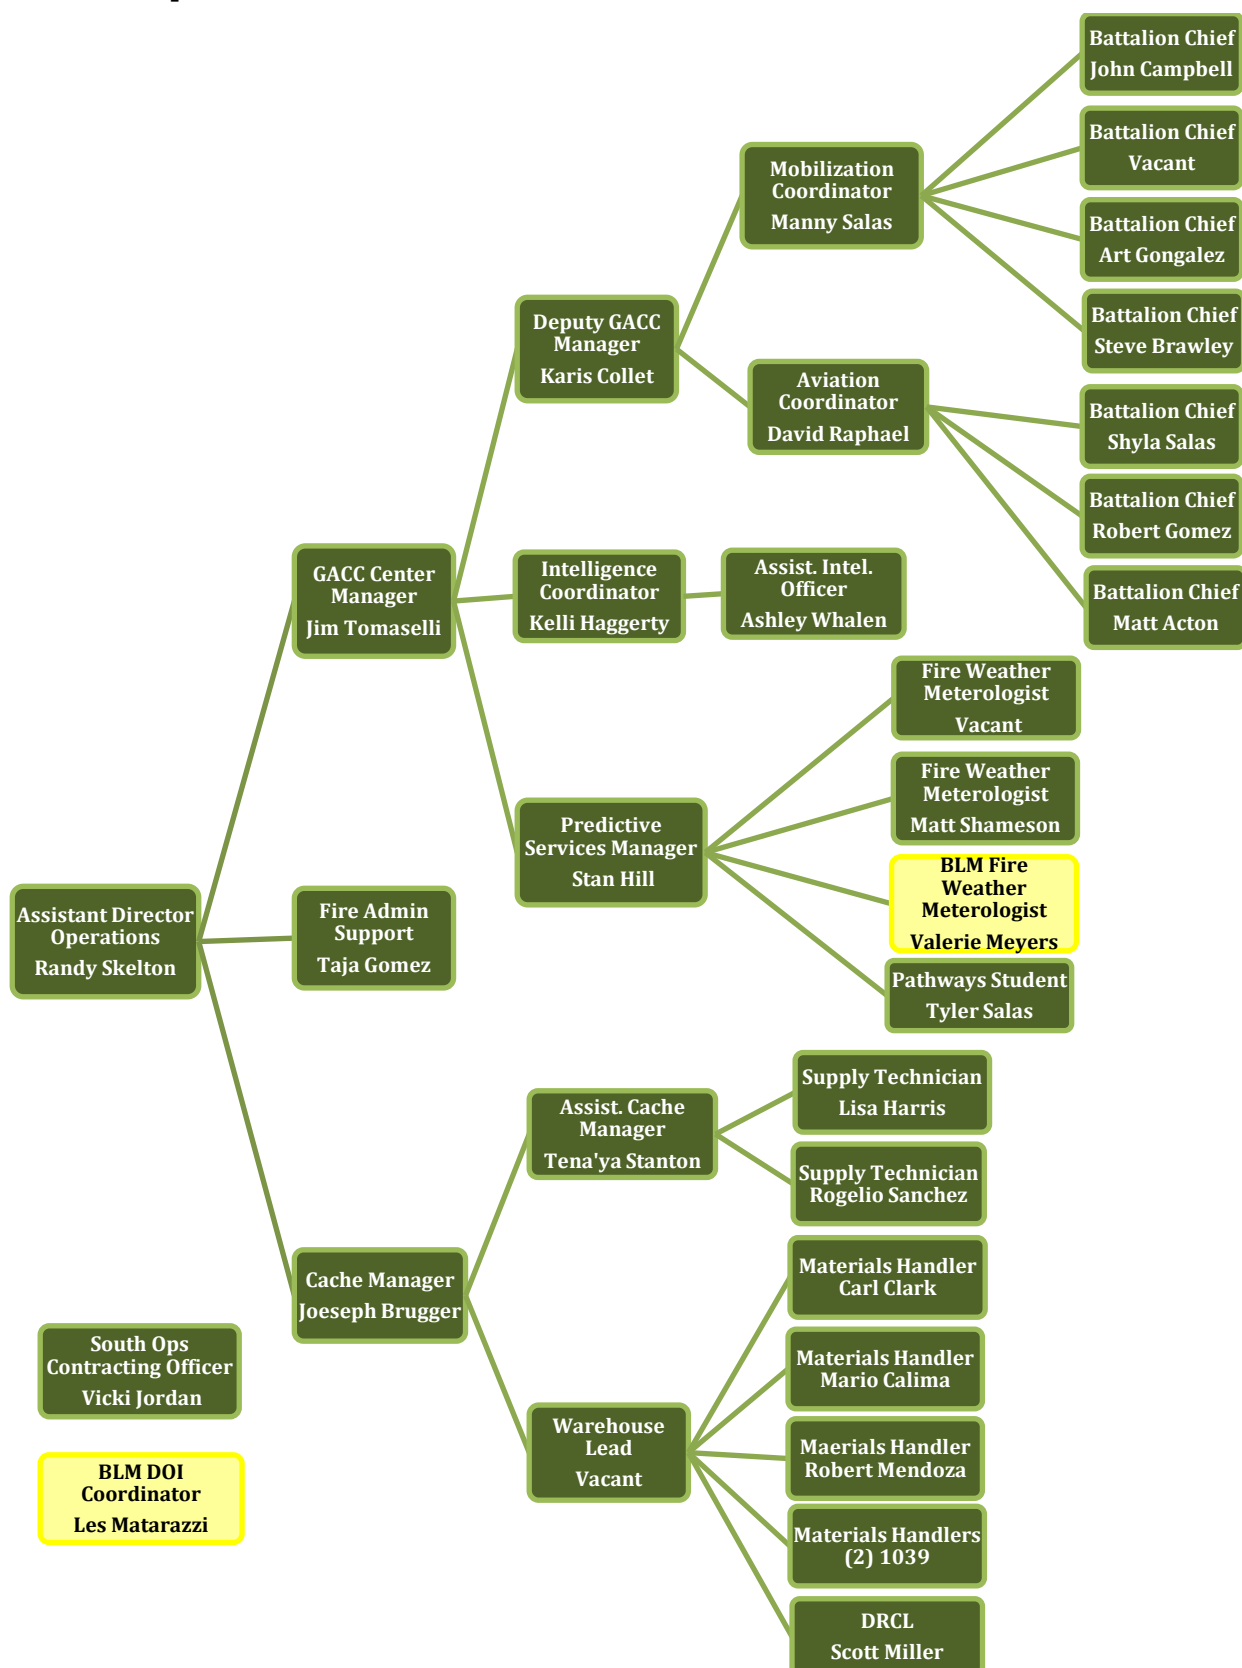 Battalion Chief
John Campbell
Battalion Chief
Vacant
Mobilization
Coordinator
Manny Salas
Battalion Chief
Art Gongalez
Battalion Chief
Steve Brawley
Deputy GACC
Manager
Karis Collet
Aviation
Coordinator
David Raphael
Battalion Chief
Shyla Salas
Battalion Chief
Robert Gomez
Battalion Chief
Matt Acton
GACC Center
Manager
Jim Tomaselli
Intelligence
Coordinator
Kelli Haggerty
Assist. Intel.
Officer
Ashley Whalen
Fire Weather
Meterologist
Vacant
Fire Weather
Meterologist
Matt Shameson
Predictive
Services Manager
Stan Hill
BLM Fire
Weather
Meterologist
Valerie Meyers
Pathways Student
Tyler Salas
Assistant Director
Operations
Randy Skelton
Fire Admin
Support
Taja Gomez
Assist. Cache
Manager
Tena'ya Stanton
Supply Technician
Lisa Harris
Supply Technician
Rogelio Sanchez
Cache Manager
Joeseph Brugger
Materials Handler
Carl Clark
Materials Handler
Mario Calima
Warehouse
Lead
Vacant
Maerials Handler
Robert Mendoza
Materials Handlers
(2) 1039
DRCL
Scott Miller
South Ops
Contracting Officer
Vicki Jordan
BLM DOI
Coordinator
Les Matarazzi